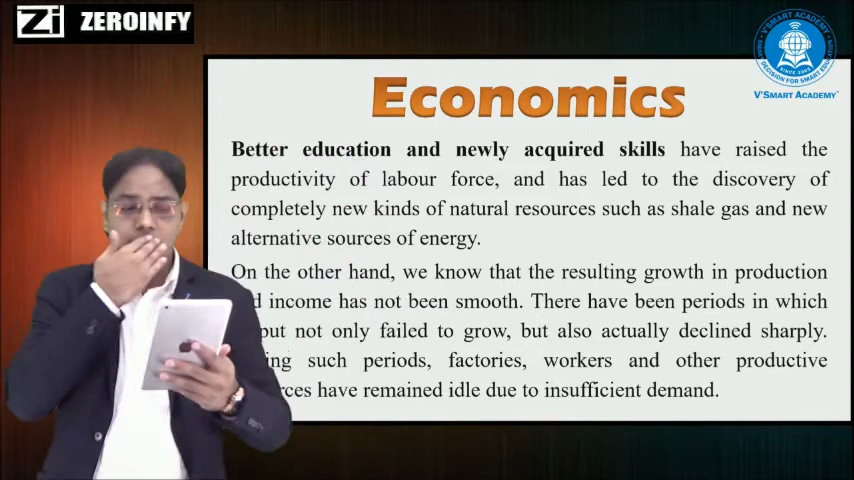 Zi ZEROINFY
V'SMART ACADEMY
DECISION FOR SMART EDU
SINCE 2005
V'SMART ACADEMY
Economics
Better education and newly acquired skills have raised the
productivity of labour force, and has led to the discovery of
completely new kinds of natural resources such as shale gas and new
alternative sources of energy.
On the other hand, we know that the resulting growth in production
income has not been smooth. There have been periods in which
not only failed to grow, but also actually declined sharply.
such periods, factories, workers and other productive
have remained idle due to insufficient demand.